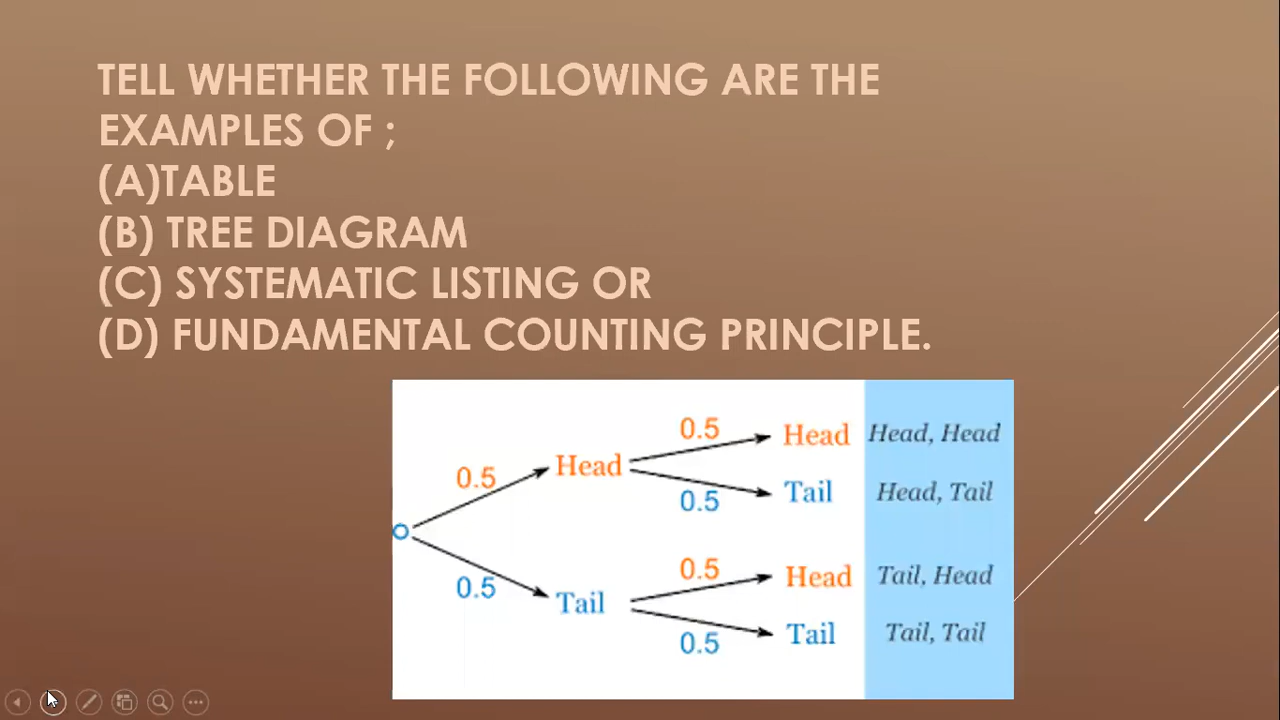 TELL WHETHER THE FOLLOWING ARE THE
EXAMPLES OF ;
(A)TABLE
(B) TREE DIAGRAM
(C) SYSTEMATIC LISTING OR
(D) FUNDAMENTAL COUNTING PRINCIPLE.
0.5 Head Head, Head
0.5 Head
0.5 Tail Head, Tail
0.5 Head Tail, Head
0.5 Tail
0.5 Tail Tail, Tail